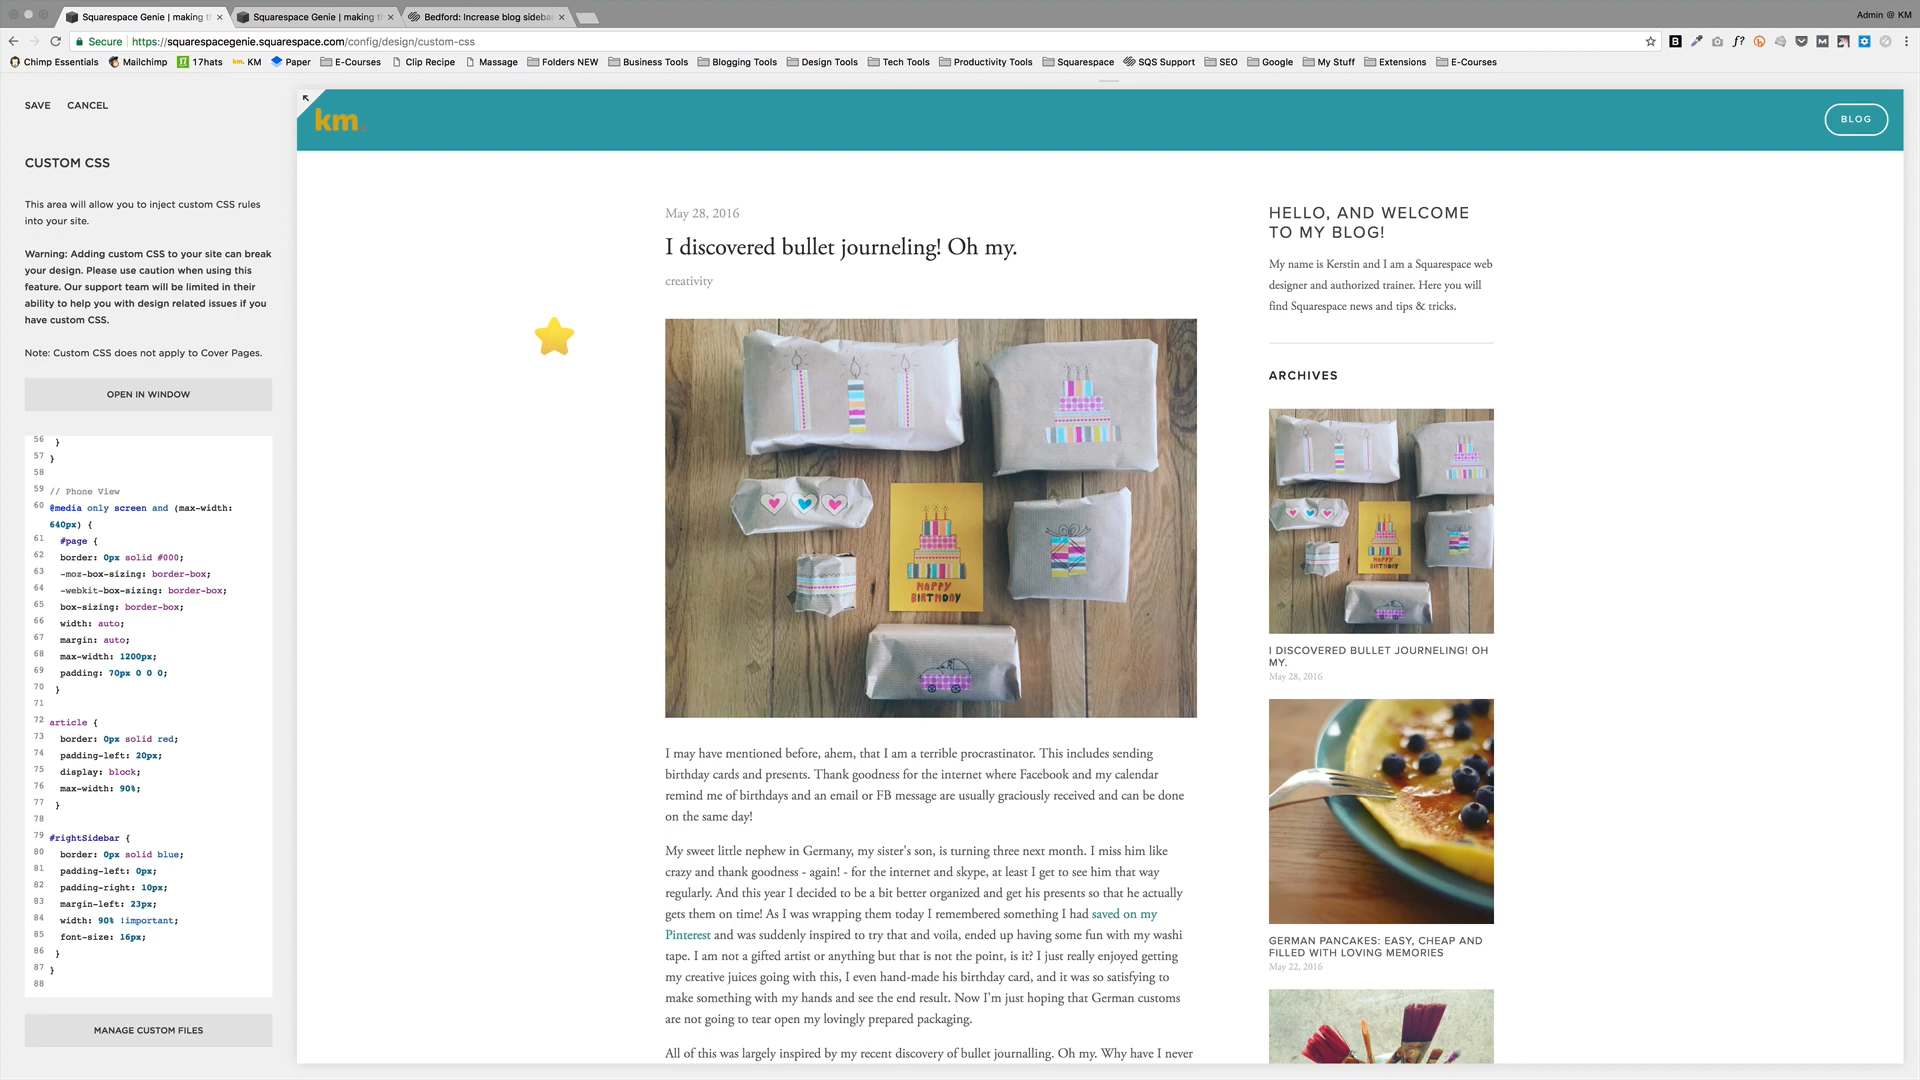 Squarespace Genie | making th
Squarespace Genie | making th
Bedford: Increase blog sideba
Admin @ KM
Secure
https://squarespacegenie.squarespace.com/config/design/custom-css
Chimp Essentials
Mailchimp
17hats
KM
Paper
E-Courses
Clip Recipe
Massage
Folders NEW
Business Tools
Blogging Tools
Design Tools
Tech Tools
Productivity Tools
Squarespace
SQS Support
SEO
Google
My Stuff
Extensions
E-Courses
SAVE
CANCEL
CUSTOM CSS
This area will allow you to inject custom CSS rules
into your site.
Warning: Adding custom CSS to your site can break
your design. Please use caution when using this
feature. Our support team will be limited in their
ability to help you with design related issues if you
have custom CSS.
Note: Custom CSS does not apply to Cover Pages.
OPEN IN WINDOW
56 }
57 }
58
59 // Phone View
60 @media only screen and (max-width:
640px) {
61 #page {
62 border: 0px solid #000;
63 -moz-box-sizing: border-box;
64 -webkit-box-sizing: border-box;
65 box-sizing: border-box;
66 width: auto;
67 margin: auto;
68 max-width: 1200px;
69 padding: 70px 0 0 0;
70 }
71
72 article {
73 border: 0px solid red;
74 padding-left: 20px;
75 display: block;
76 max-width: 90%;
77 }
78
79 #rightSidebar {
80 border: 0px solid blue;
81 padding-left: 0px;
82 padding-right: 10px;
83 margin-left: 23px;
84 width: 90% !important;
85 font-size: 16px;
86 }
87 }
88
MANAGE CUSTOM FILES
km
BLOG
May 28, 2016
I discovered bullet journeling! Oh my.
creativity
HAPPY
BIRTHDAY
I may have mentioned before, ahem, that I am a terrible procrastinator. This includes sending
birthday cards and presents. Thank goodness for the internet where Facebook and my calendar
remind me of birthdays and an email or FB message are usually graciously received and can be done
on the same day!
My sweet little nephew in Germany, my sister's son, is turning three next month. I miss him like
crazy and thank goodness - again! - for the internet and skype, at least I get to see him that way
regularly. And this year I decided to be a bit better organized and get his presents so that he actually
gets them on time! As I was wrapping them today I remembered something I had saved on my
Pinterest and was suddenly inspired to try that and voila, ended up having some fun with my washi
tape. I am not a gifted artist or anything but that is not the point, is it? I just really enjoyed getting
my creative juices going with this, I even hand-made his birthday card, and it was so satisfying to
make something with my hands and see the end result. Now I'm just hoping that German customs
are not going to tear open my lovingly prepared packaging.
All of this was largely inspired by my recent discovery of bullet journalling. Oh my. Why have I never
HELLO, AND WELCOME
TO MY BLOG!
My name is Kerstin and I am a Squarespace web
designer and authorized trainer. Here you will
find Squarespace news and tips & tricks.
ARCHIVES
HAPPY
BIRTHDAY
I DISCOVERED BULLET JOURNELING! OH
MY.
May 28, 2016
GERMAN PANCAKES: EASY, CHEAP AND
FILLED WITH LOVING MEMORIES
May 22, 2016